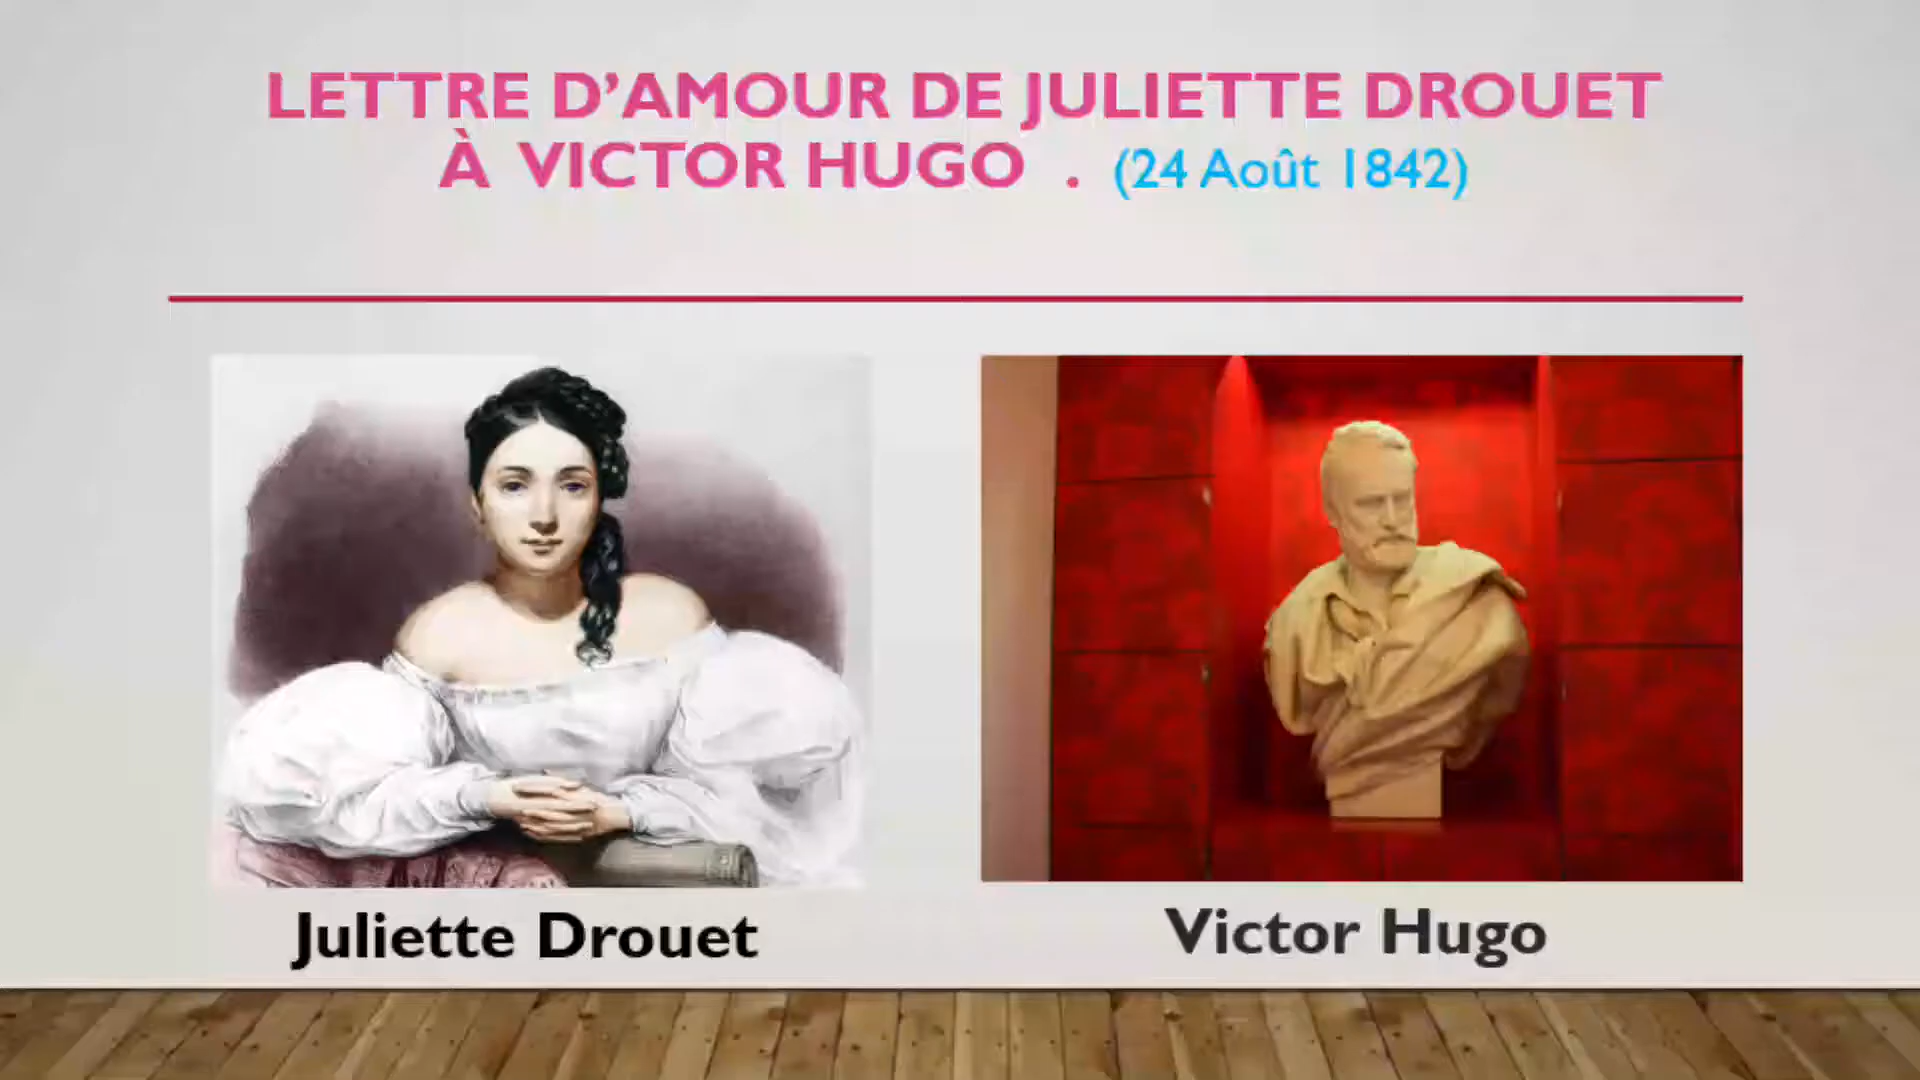 LETTRE D’AMOUR DE JULIETTE DROUET
À VICTOR HUGO . (24 Août 1842)
Juliette Drouet
Victor Hugo